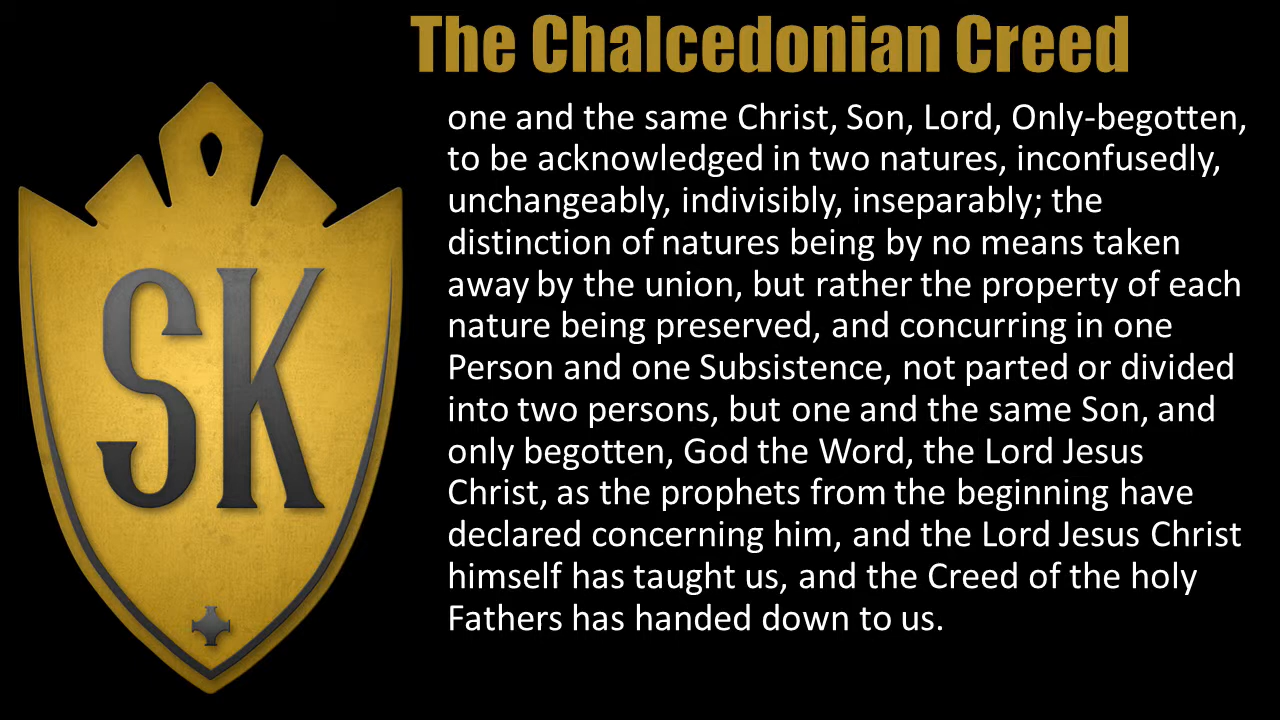 The Chalcedonian Creed
one and the same Christ, Son, Lord, Only-begotten,
to be acknowledged in two natures, inconfusedly,
unchangeably, indivisibly, inseparably; the
distinction of natures being by no means taken
away by the union, but rather the property of each
nature being preserved, and concurring in one
Person and one Subsistence, not parted or divided
into two persons, but one and the same Son, and
only begotten, God the Word, the Lord Jesus
Christ, as the prophets from the beginning have
declared concerning him, and the Lord Jesus Christ
himself has taught us, and the Creed of the holy
Fathers has handed down to us.
SK